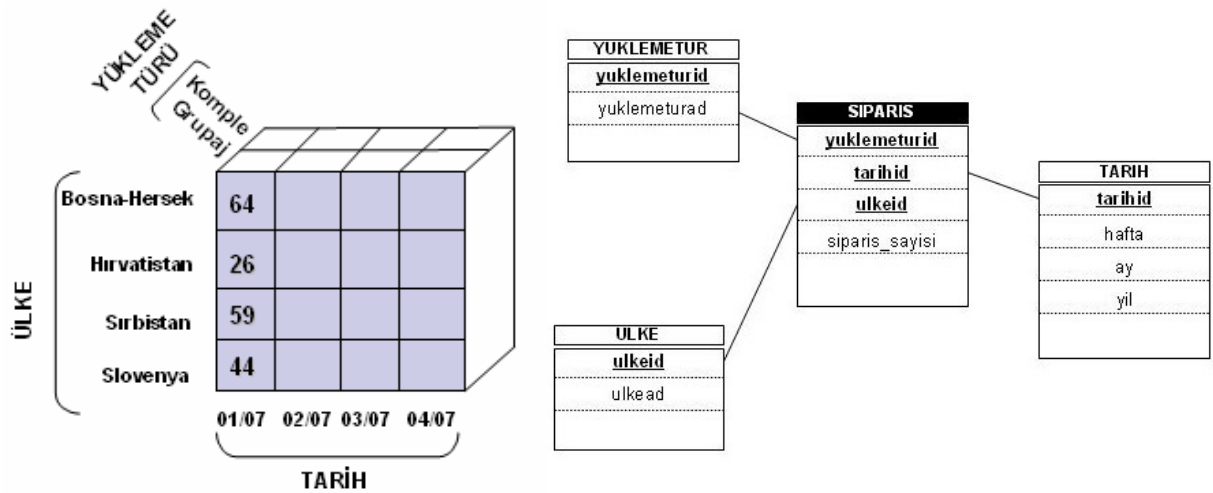 YÜKLEME
TÜRÜ
Komple
Grupaj
ÜLKE
Bosna-Hersek
64
Hırvatistan
26
Sırbistan
59
Slovenya
44
01/07 02/07 03/07 04/07
TARİH
YUKLEMETUR
yuklemeturid
yuklemeturad
SIPARIS
yuklemeturid
tarihid
ulkeid
siparis_sayisi
TARIH
tarihid
hafta
ay
yil
ULKE
ulkeid
ulkead